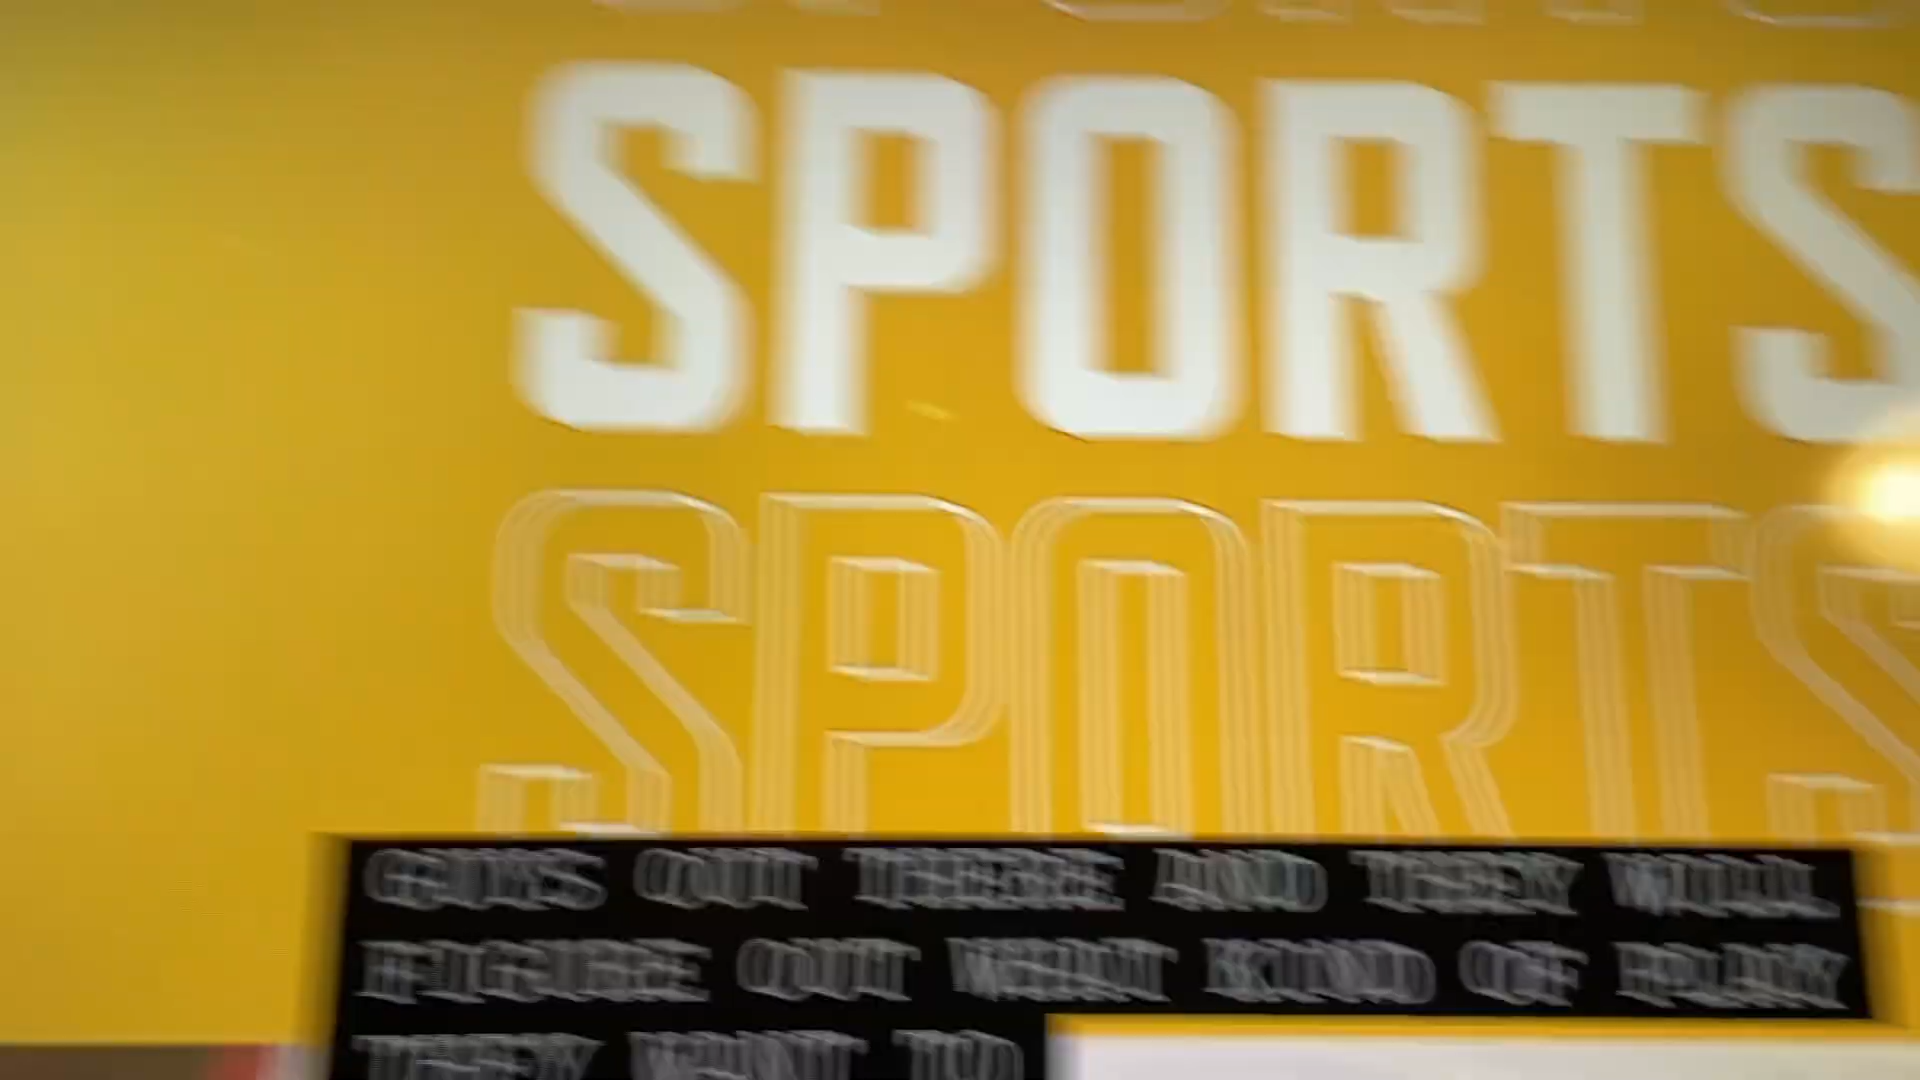 SPORTS
SPORTS
GUYS OUT THERE AND THEY WILL
FIGURE OUT WHAT KIND OF PLAY
THEY WANT TO